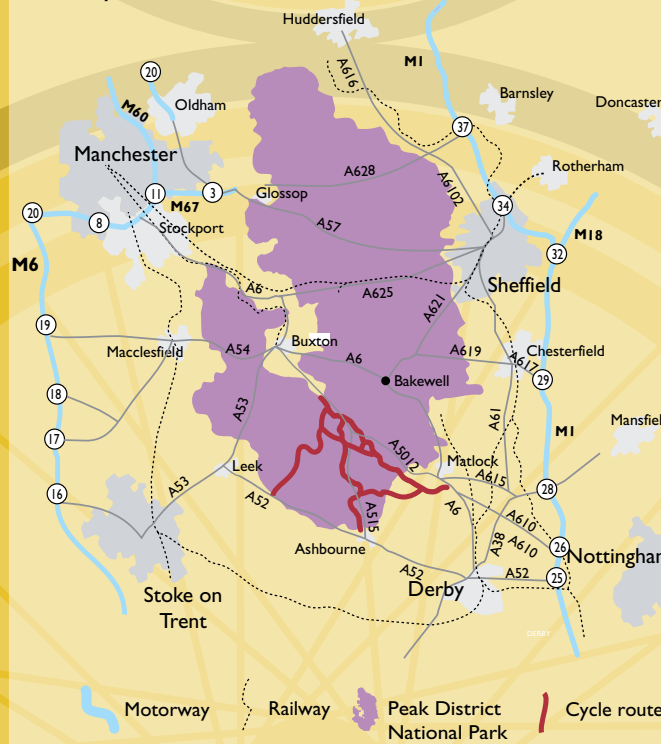 Huddersfield
M1
A616
20
Oldham
Barnsley
M60
Doncaster
37
Manchester
A628
A6102
Rotherham
11
M67
3
Glossop
34
20
8
Stockport
A57
M18
M6
32
A6
A625
Sheffield
A621
19
Macclesfield
A54
Buxton
A6
A619
Chesterfield
A617
Bakewell
29
18
A53
A61
Mansfiel
17
M1
A5012
Leek
Matlock
A53
A615
16
A52
A515
A6
28
A610
Ashbourne
A38
A610
26
Nottingham
A52
A52
25
Stoke on
Trent
Derby
DERBY
Motorway
Railway
Peak District
National Park
Cycle route